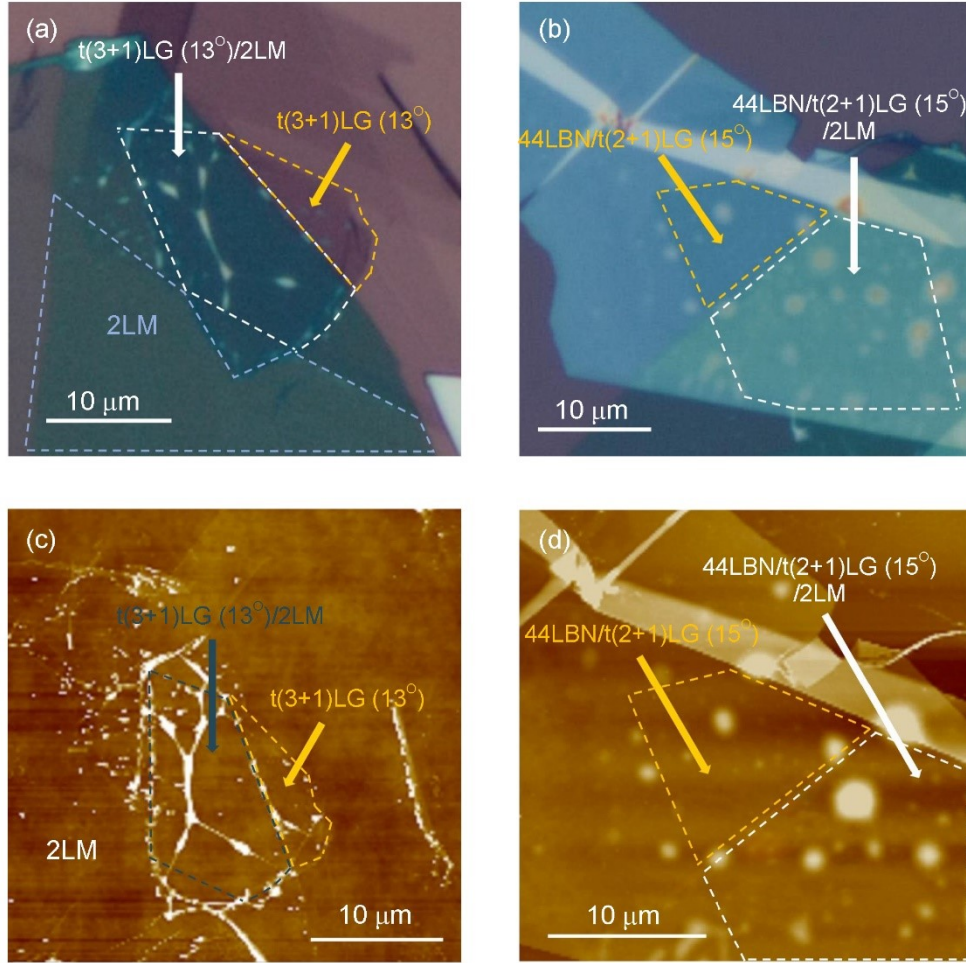 (a)
t(3+1)LG (13°)/2LM
t(3+1)LG (13°)
2LM
10 μm
(b)
44LBN/t(2+1)LG (15°)
/2LM
44LBN/t(2+1)LG (15°)
10 μm
(c)
t(3+1)LG (13°)/2LM
t(3+1)LG (13°)
2LM
10 μm
(d)
44LBN/t(2+1)LG (15°)
/2LM
44LBN/t(2+1)LG (15°)
10 μm